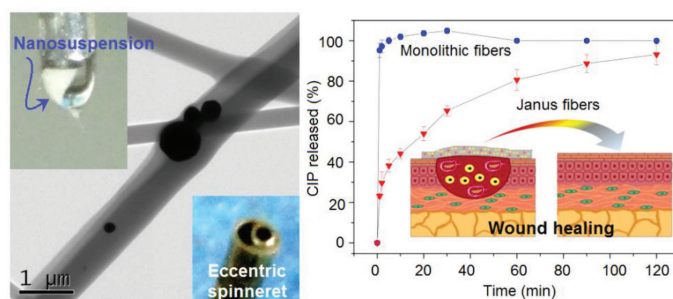 Nanosuspension
1 μm
Eccentric
spinneret
CIP released (%)
120
100
80
60
40
20
0
Monolithic fibers
Janus fibers
Wound healing
0
20
40
60
80
100
120
Time (min)